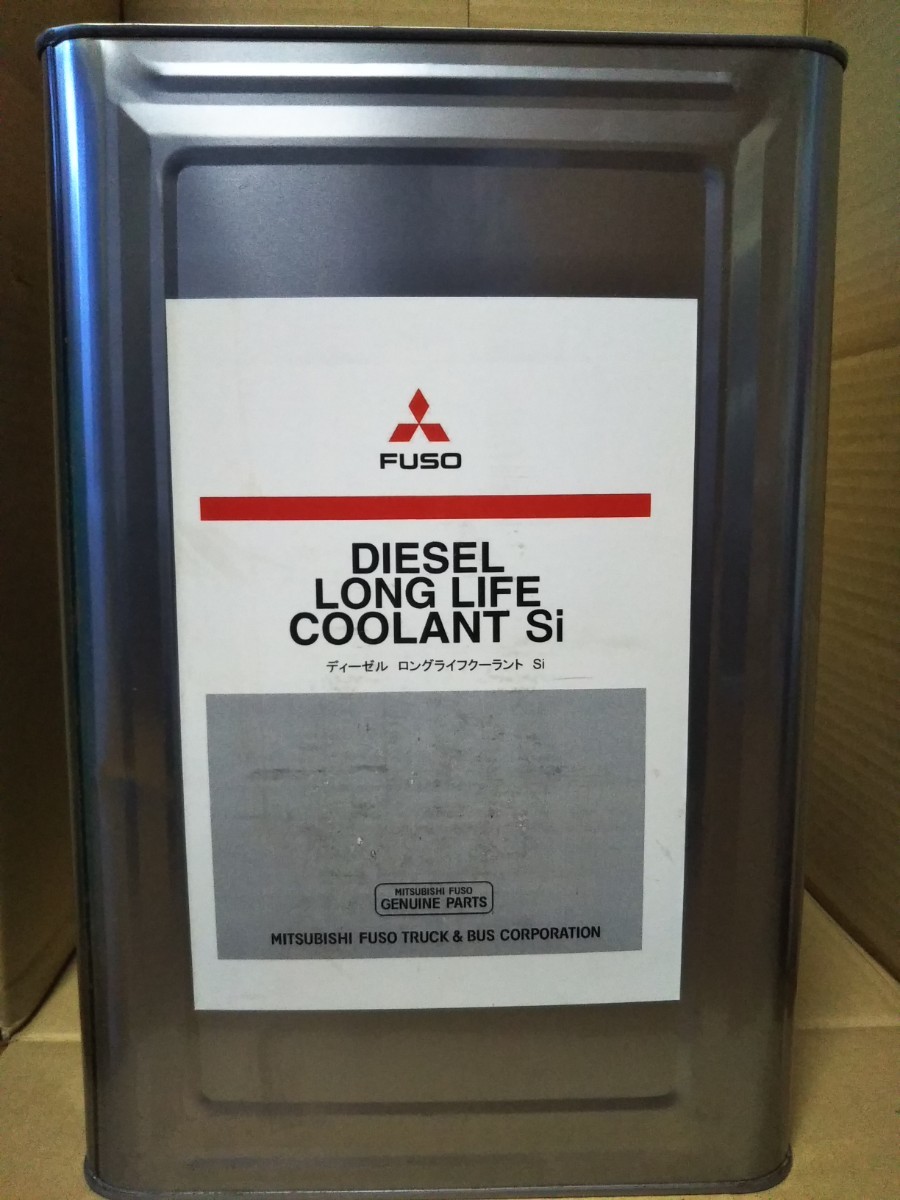 FUSO
DIESEL
LONG LIFE
COOLANT Si
ディーゼル ロングライフクーラント Si
MITSUBISHI FUSO
GENUINE PARTS
MITSUBISHI FUSO TRUCK & BUS CORPORATION